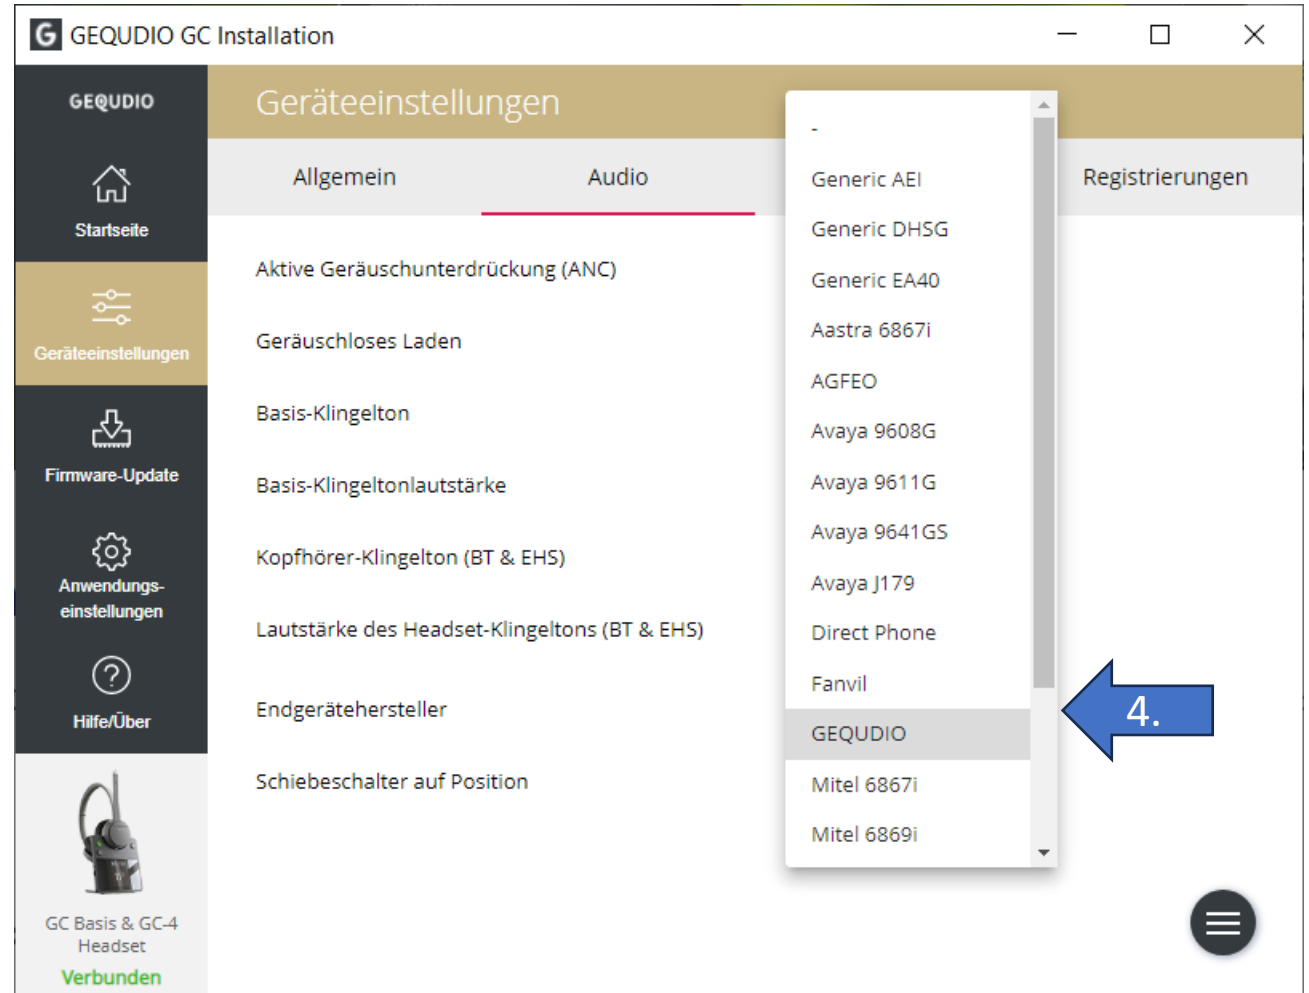 G GEQUDIO GC Installation
GEQUDIO
Geräteeinstellungen
Allgemein
Audio
Registrierungen
Startseite
Geräteeinstellungen
Firmware-Update
Anwendungs-
einstellungen
Hilfe/Über
GC Basis & GC-4
Headset
Verbunden
Aktive Geräuschunterdrückung (ANC)
Geräuschloses Laden
Basis-Klingelton
Basis-Klingeltonlautstärke
Kopfhörer-Klingelton (BT & EHS)
Lautstärke des Headset-Klingeltons (BT & EHS)
Endgerätehersteller
Schiebeschalter auf Position
-
Generic AEI
Generic DHSG
Generic EA40
Aastra 6867i
AGFEO
Avaya 9608G
Avaya 9611G
Avaya 9641GS
Avaya J179
Direct Phone
Fanvil
GEQUDIO
Mitel 6867i
Mitel 6869i
4.